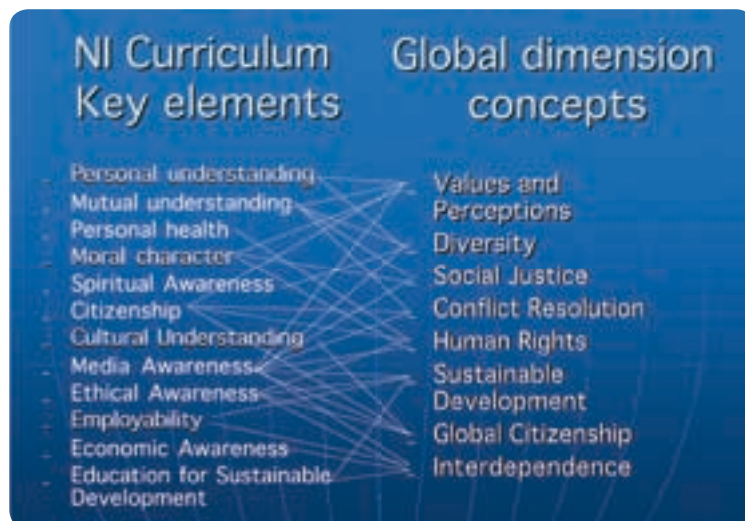 NI Curriculum
Key elements
Personal understanding
Mutual understanding
Personal health
Moral character
Spiritual Awareness
Citizenship
Cultural Understanding
Media Awareness
Ethical Awareness
Employability
Economic Awareness
Education for Sustainable
Development
Global dimension
concepts
Values and
Perceptions
Diversity
Social Justice
Conflict Resolution
Human Rights
Sustainable
Development
Global Citizenship
Interdependence